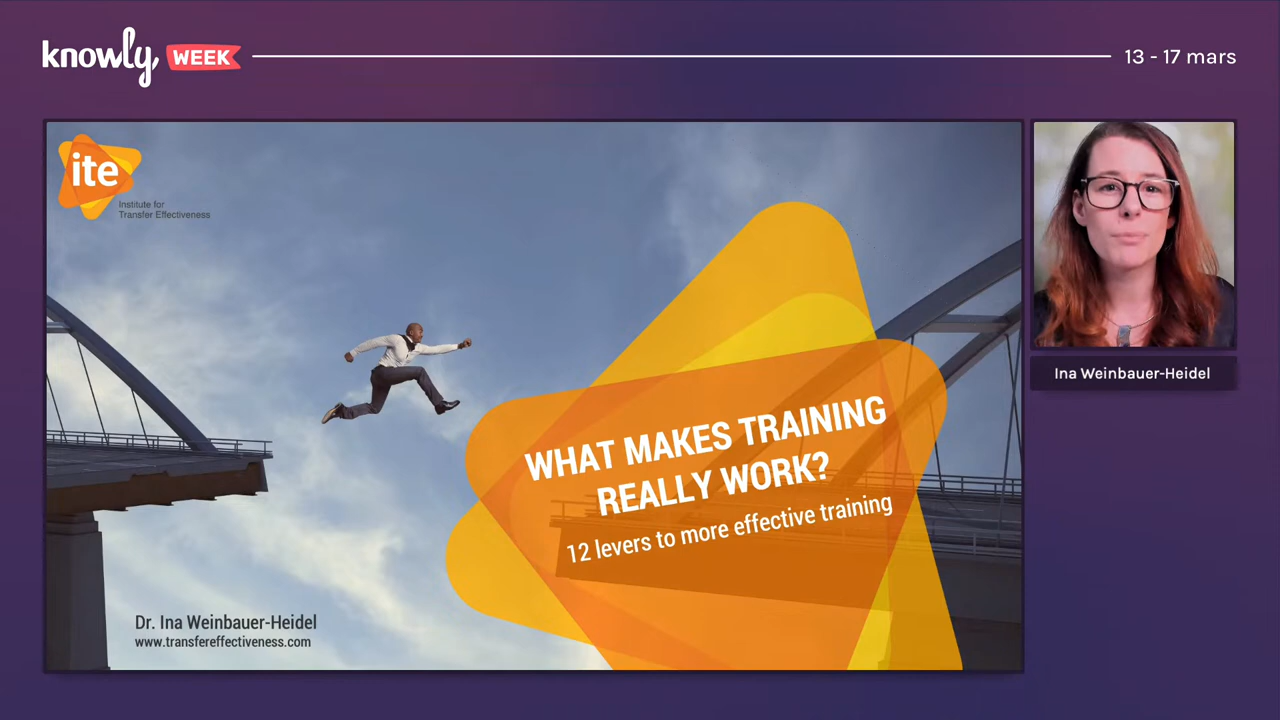 knowly
WEEK
13 - 17 mars
ite
Institute for
Transfer Effectiveness
WHAT MAKES TRAINING
REALLY WORK?
12 levers to more effective training
Dr. Ina Weinbauer-Heidel
www.transfereffectiveness.com
Ina Weinbauer-Heidel